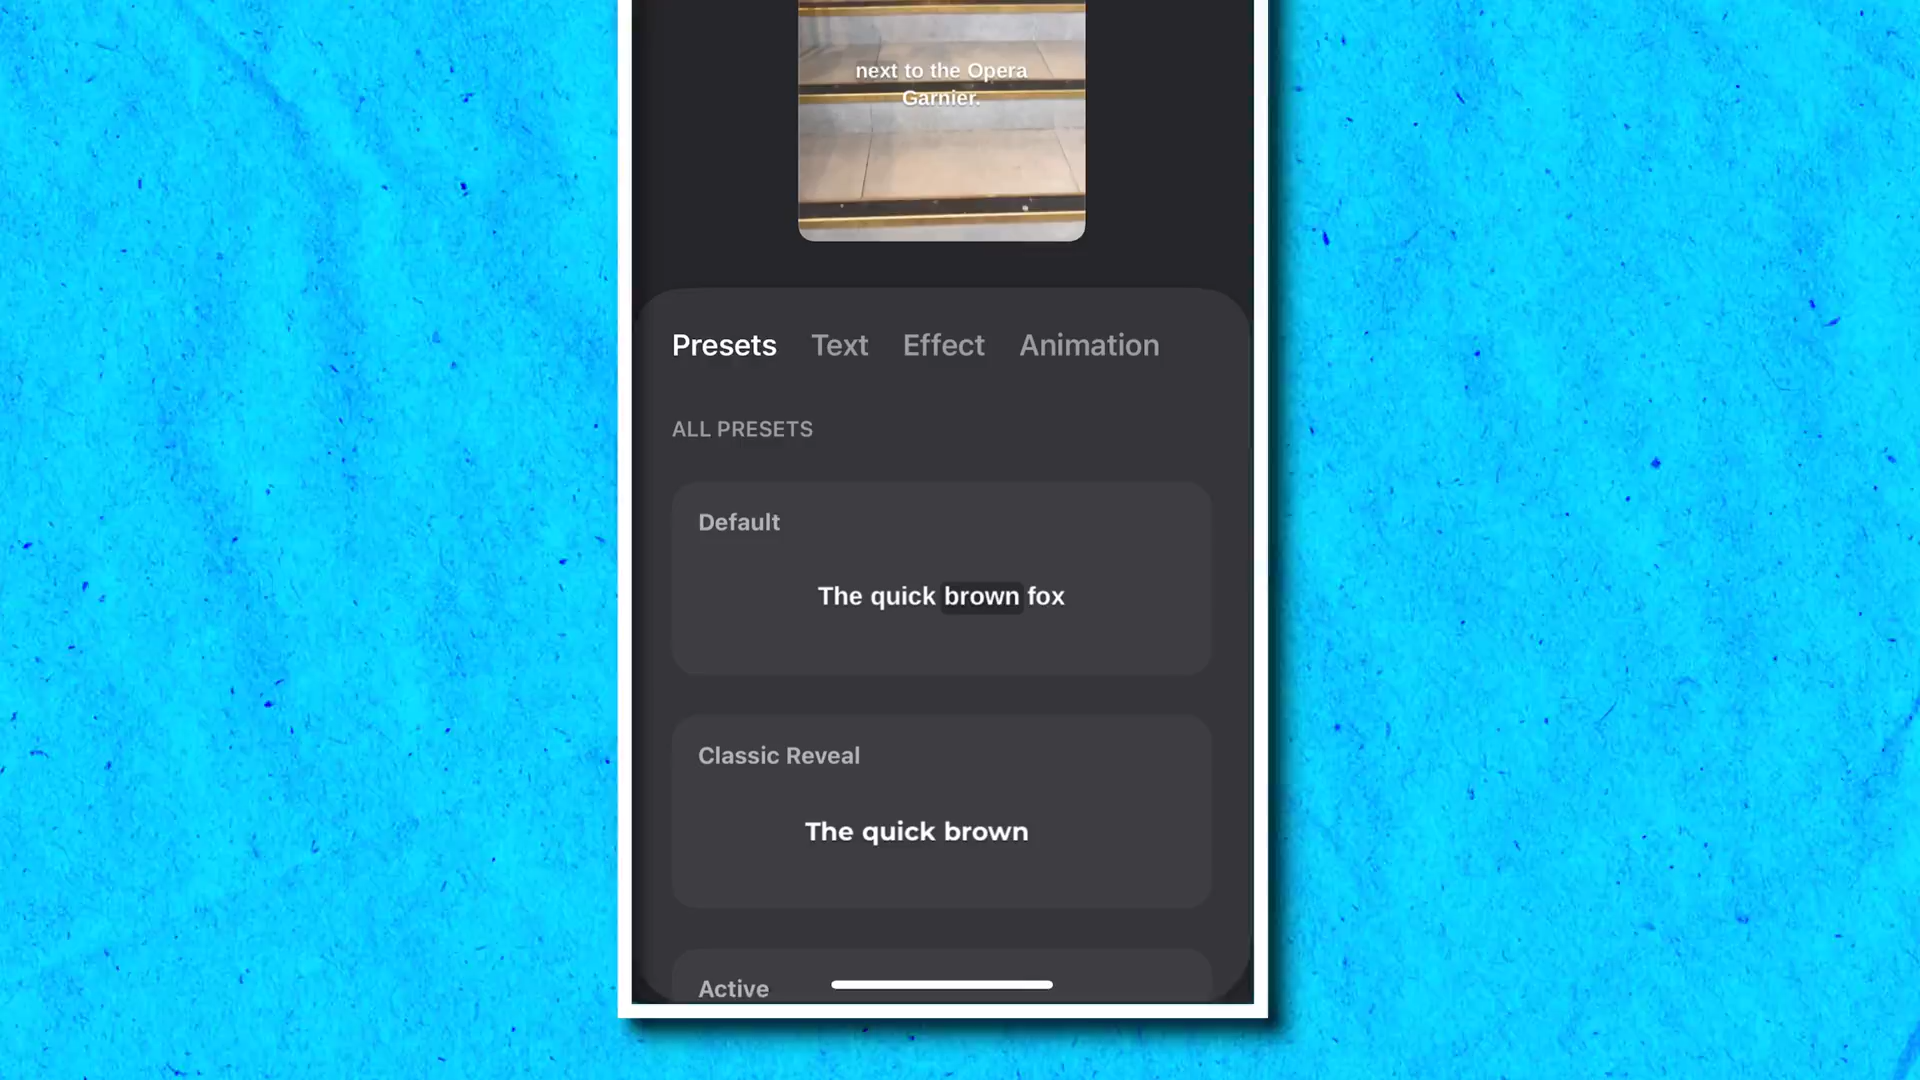 next to the Opera
Garnier.
Presets Text Effect Animation
ALL PRESETS
Default
The quick brown fox
Classic Reveal
The quick brown
Active